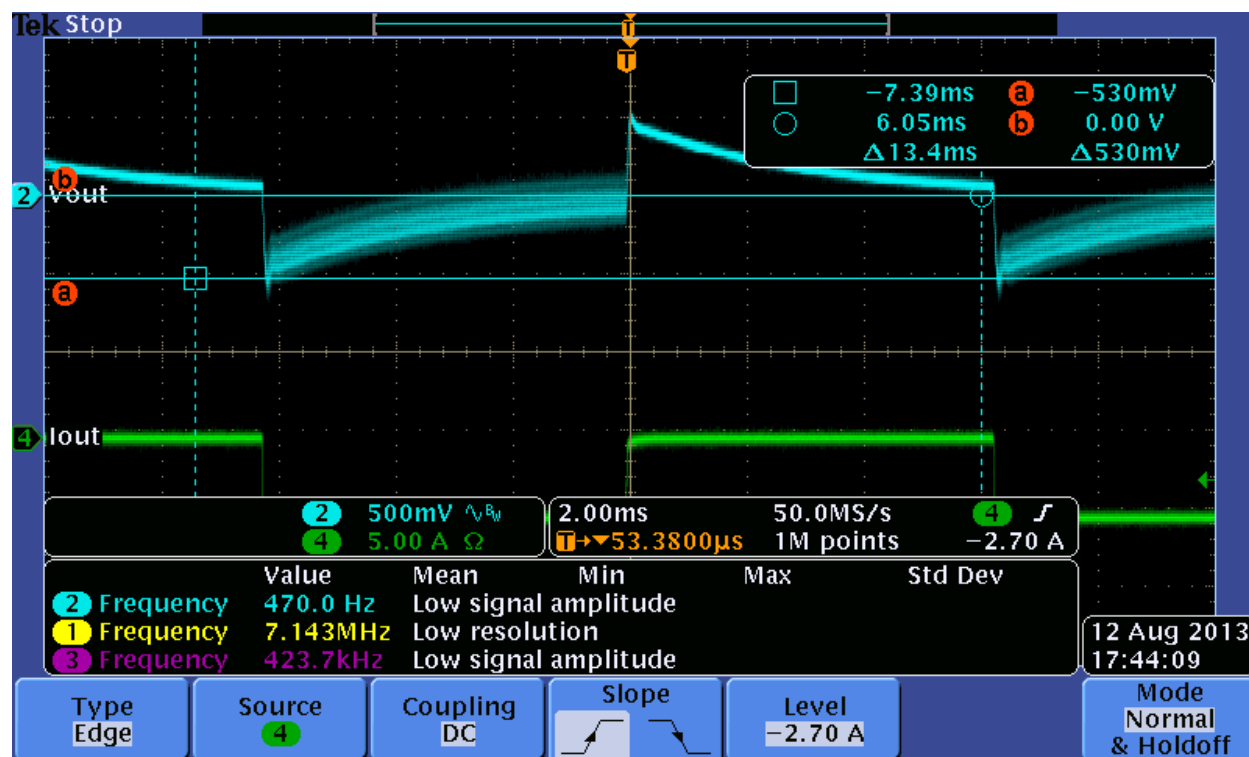 Tek Stop
T
T
−7.39ms a −530mV
6.05ms b 0.00 V
Δ13.4ms Δ530mV
b
2 Vout
a
4 Iout
2 500mV ∿BW
4 5.00 A Ω
2.00ms 50.0MS/s 4
T→▼53.3800µs 1M points −2.70 A
Value Mean Min Max Std Dev
2 Frequency 470.0 Hz Low signal amplitude
1 Frequency 7.143MHz Low resolution
3 Frequency 423.7kHz Low signal amplitude
12 Aug 2013
17:44:09
Type
Edge
Source
4
Coupling
DC
Slope
Level
−2.70 A
Mode
Normal
& Holdoff